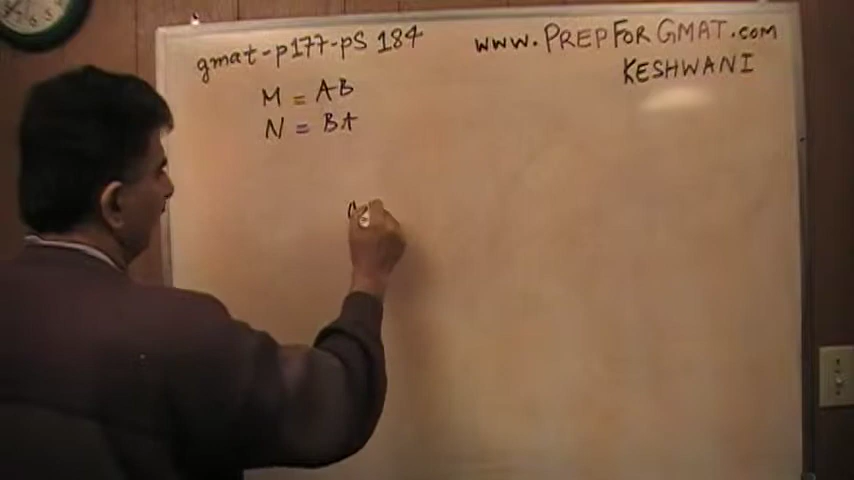 gmat-p177-pS 184
www.PREPFORGMAT.com
KESHWANI
M = AB
N = BA